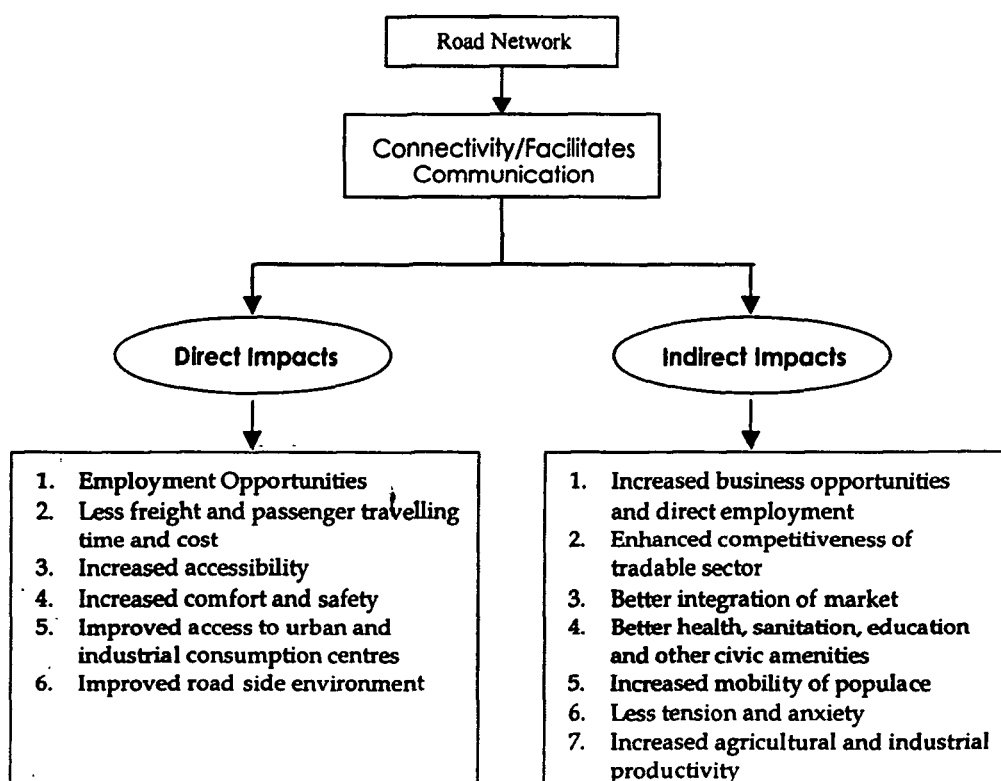 Road Network
Connectivity/Facilitates
Communication
Direct Impacts
Indirect Impacts
1. Employment Opportunities
2. Less freight and passenger travelling
time and cost
3. Increased accessibility
4. Increased comfort and safety
5. Improved access to urban and
industrial consumption centres
6. Improved road side environment
1. Increased business opportunities
and direct employment
2. Enhanced competitiveness of
tradable sector
3. Better integration of market
4. Better health, sanitation, education
and other civic amenities
5. Increased mobility of populace
6. Less tension and anxiety
7. Increased agricultural and industrial
productivity